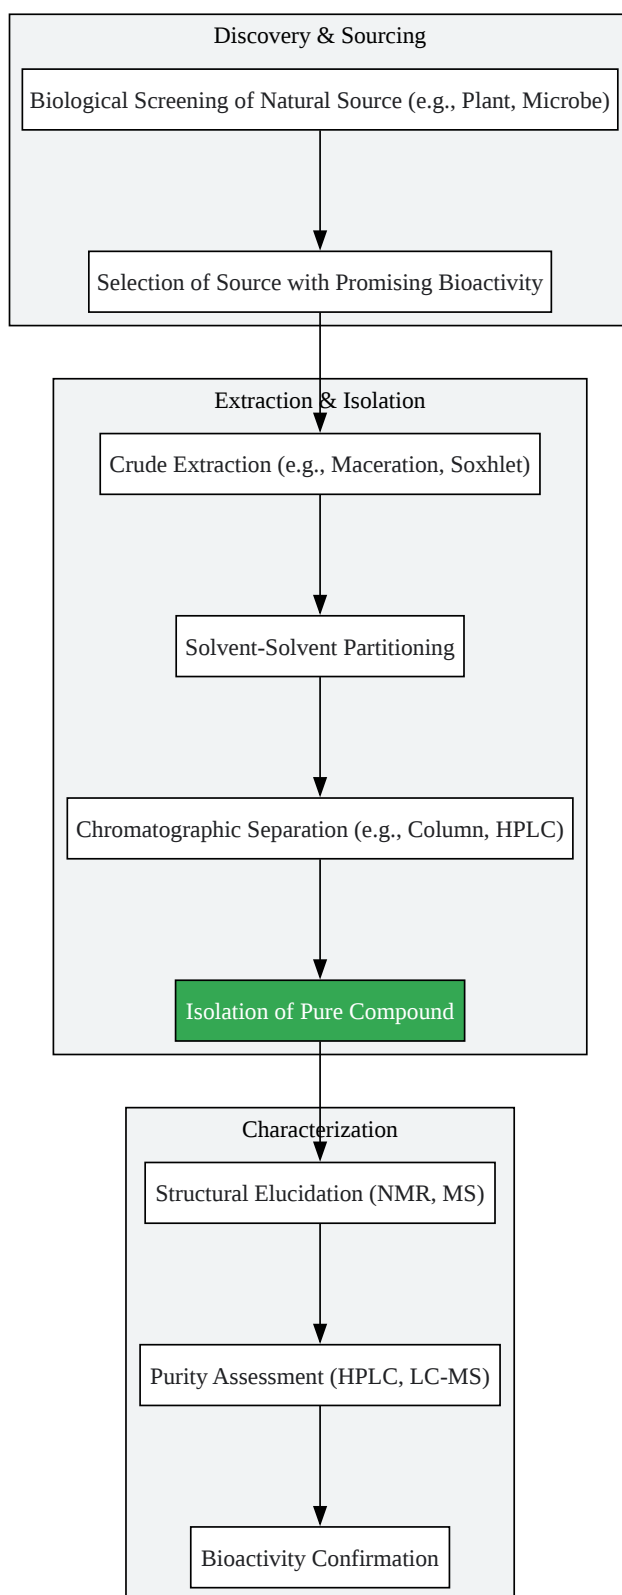 Discovery & Sourcing
Biological Screening of Natural Source (e.g., Plant, Microbe)
Selection of Source with Promising Bioactivity
Extraction & Isolation
Crude Extraction (e.g., Maceration, Soxhlet)
Solvent-Solvent Partitioning
Chromatographic Separation (e.g., Column, HPLC)
Isolation of Pure Compound
Characterization
Structural Elucidation (NMR, MS)
Purity Assessment (HPLC, LC-MS)
Bioactivity Confirmation